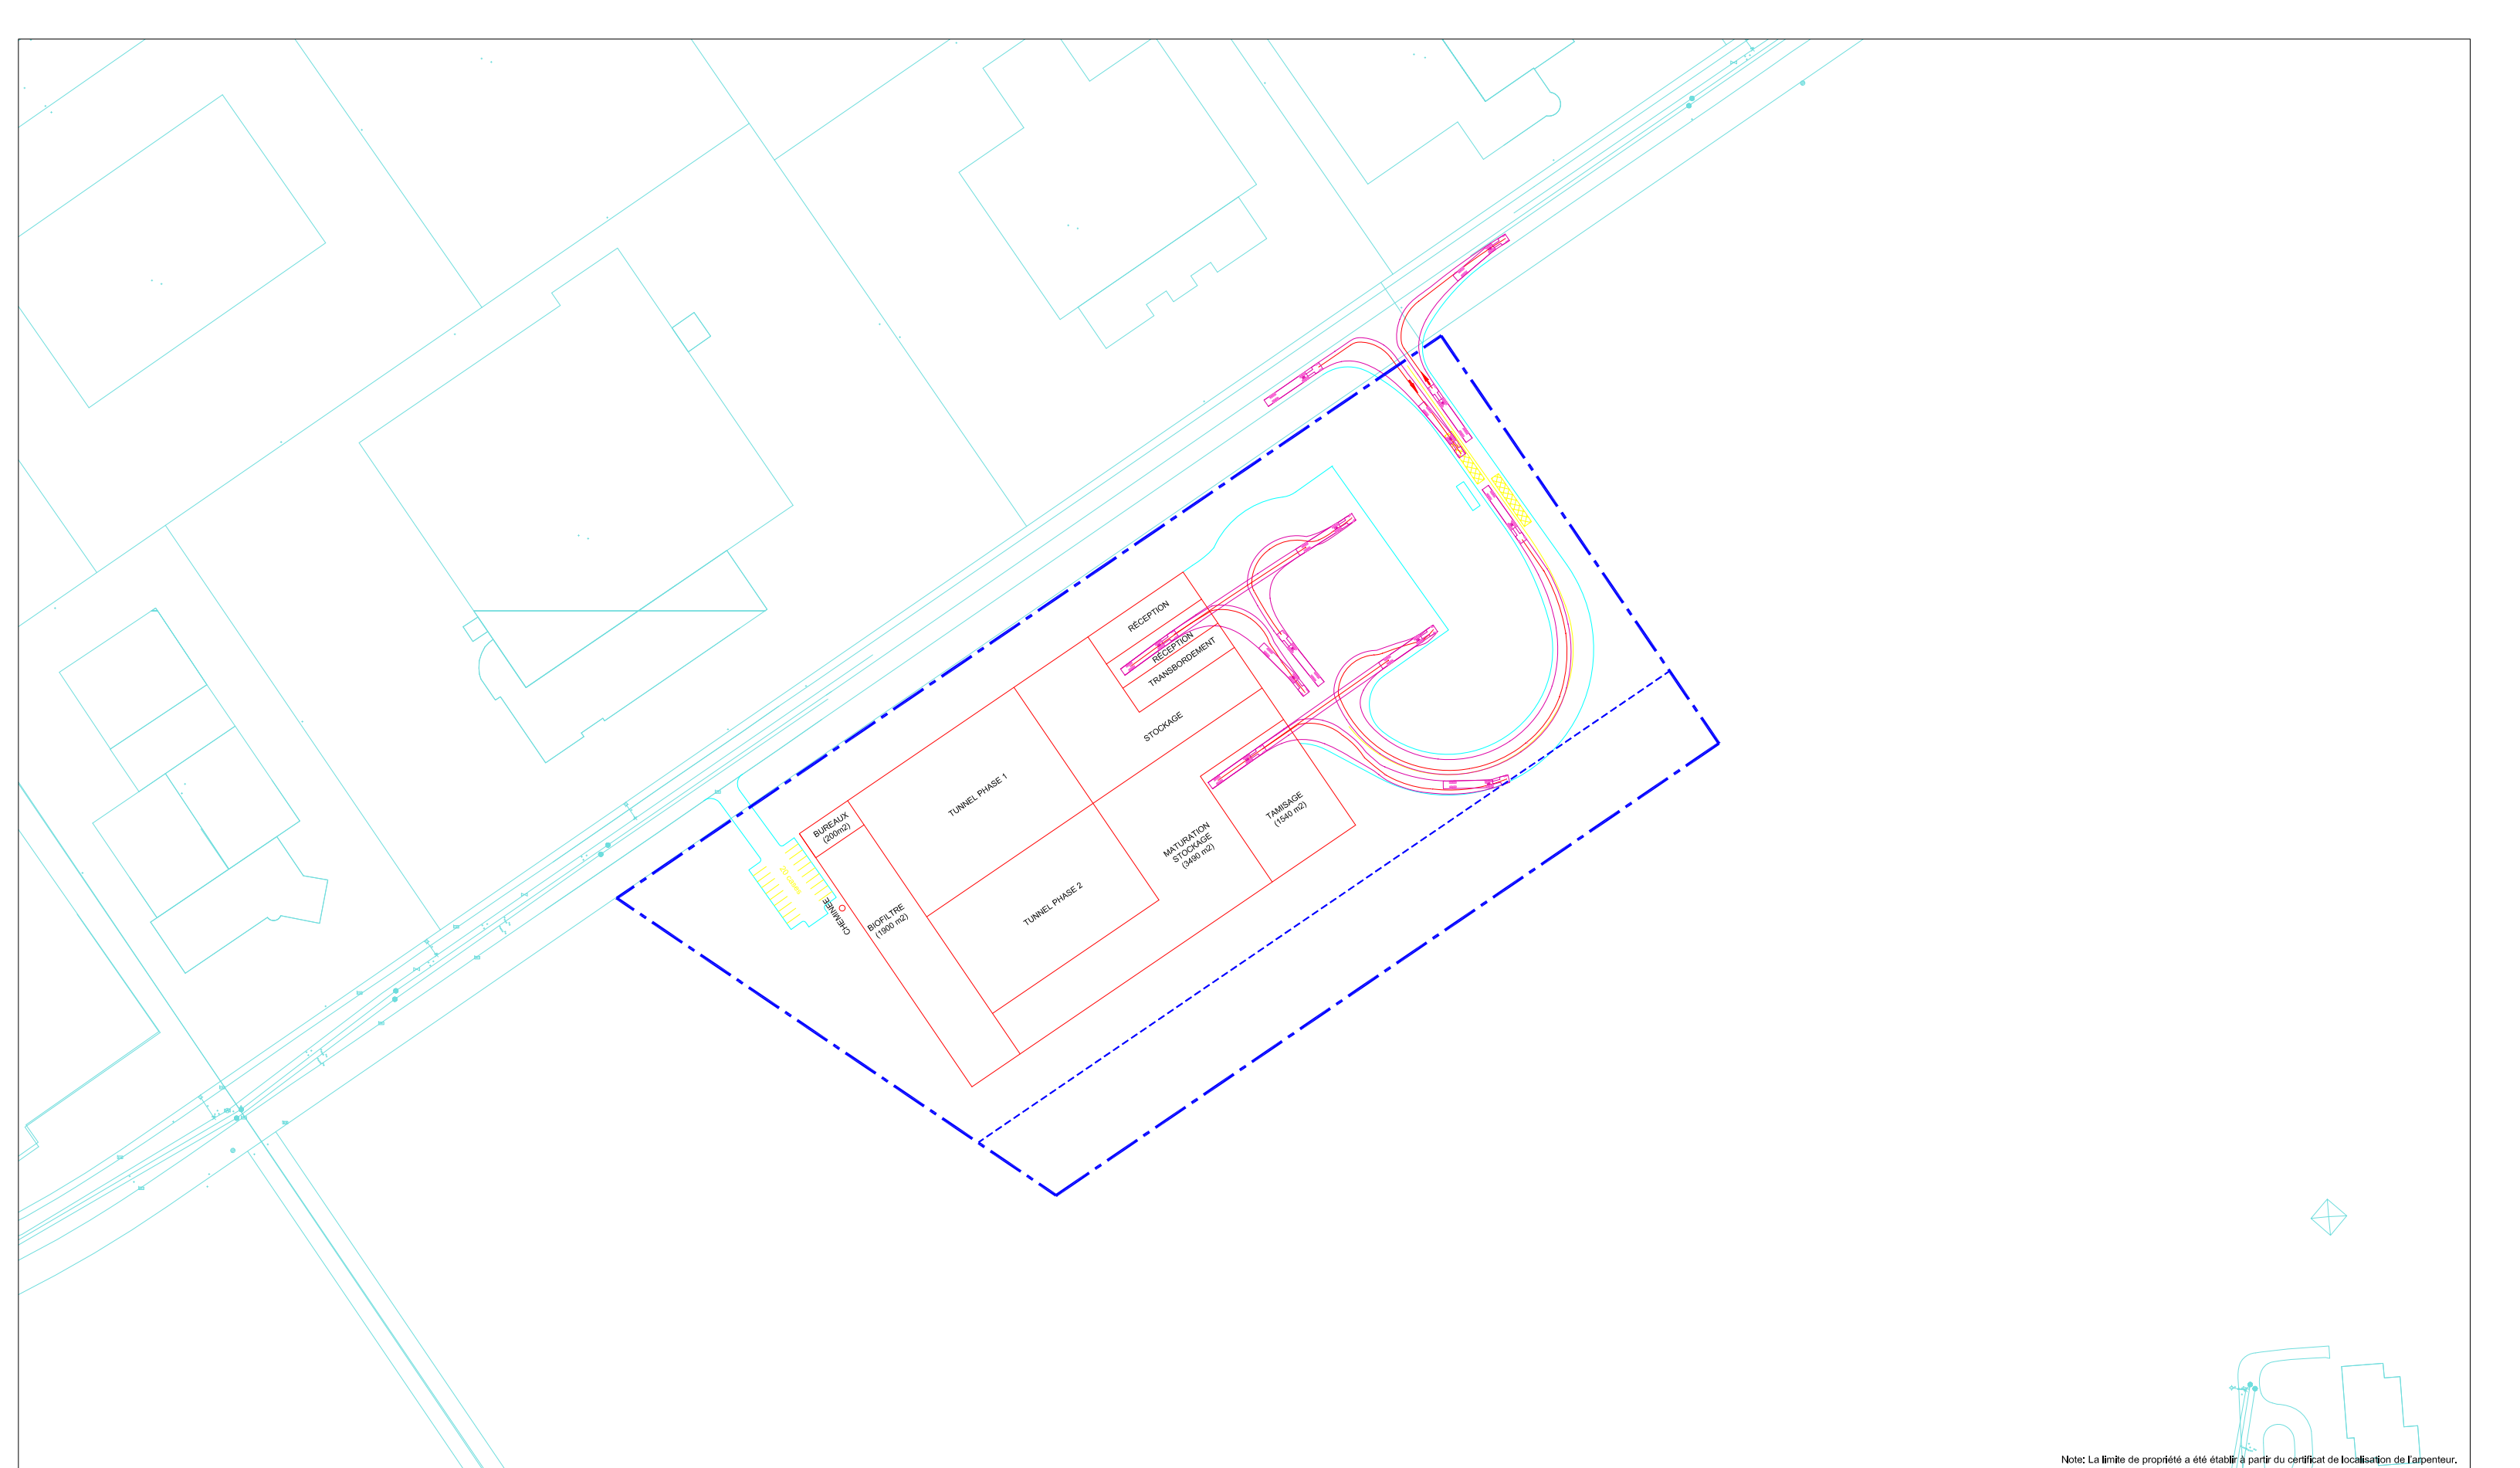 RÉCEPTION
RÉCEPTION
TRANSBORDEMENT
STOCKAGE
TUNNEL PHASE 1
BUREAUX
(200m2)
TAMISAGE
(1540 m2)
MATURATION
STOCKAGE
(3490 m2)
TUNNEL PHASE 2
CHEMINÉE
BIOFILTRE
(1900 m2)
Note: La limite de propriété a été établir à partir du certificat de localisation de l'arpenteur.